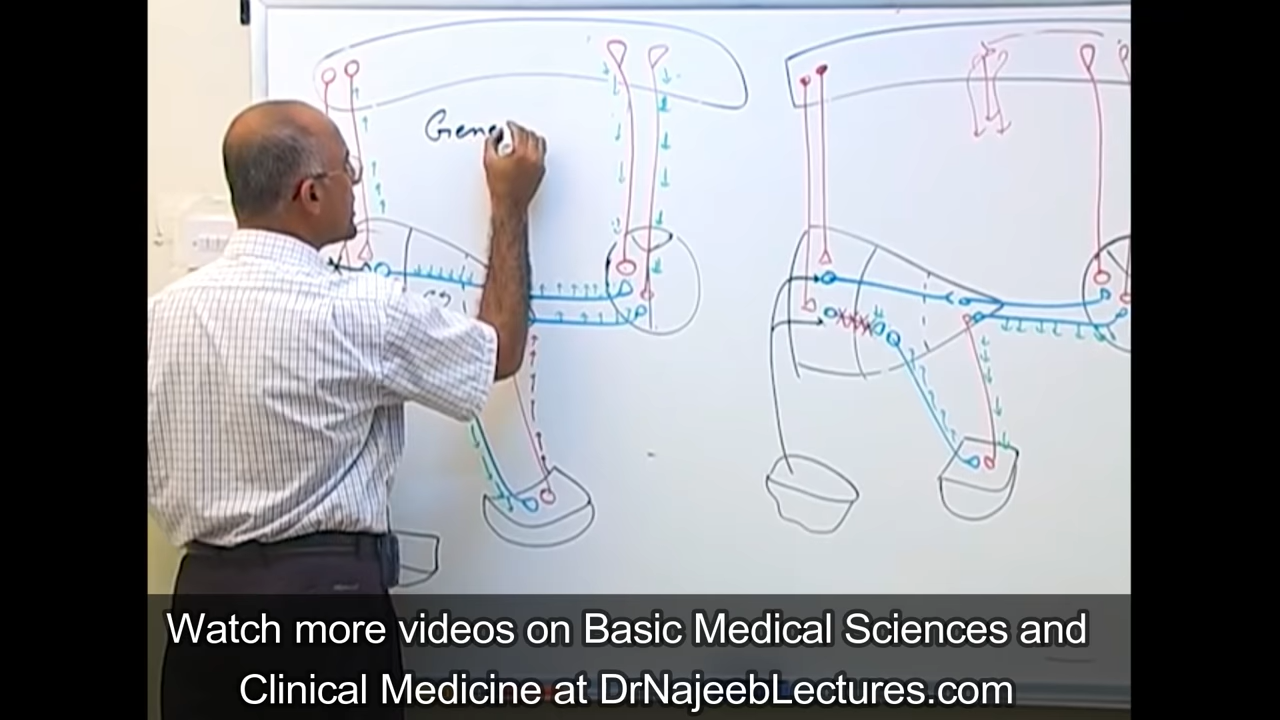 Gene
Watch more videos on Basic Medical Sciences and
Clinical Medicine at DrNajeebLectures.com